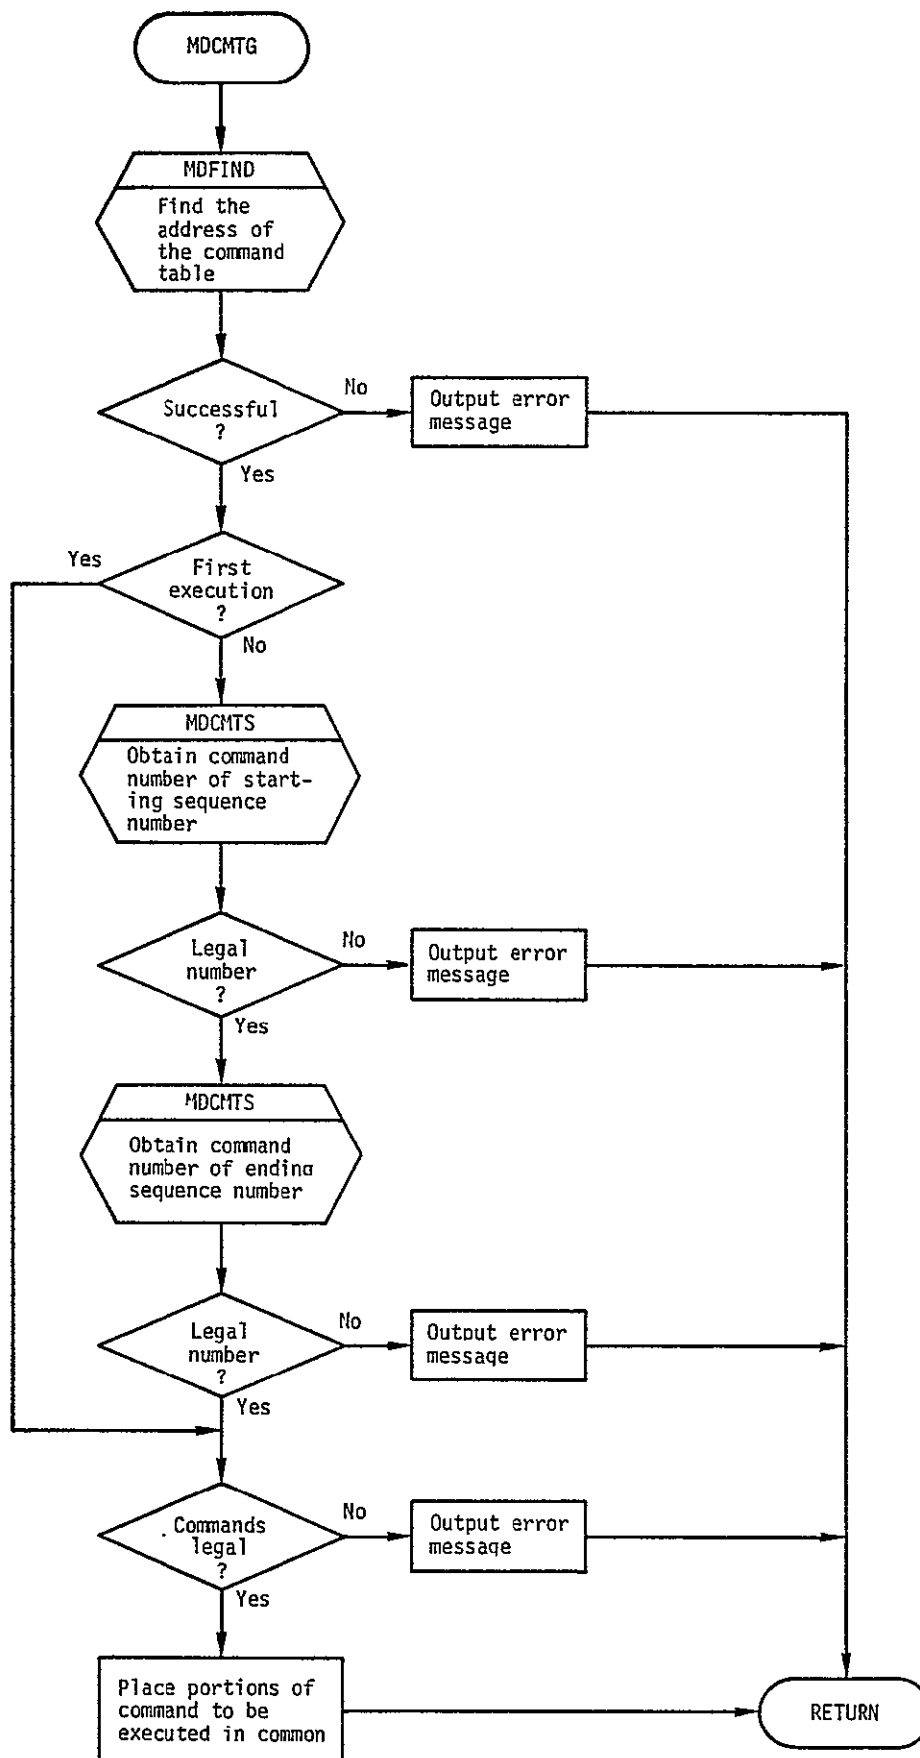 MDCMTG
MDFIND
Find the
address of
the command
table
Successful
?
No
Output error
message
Yes
Yes
First
execution
?
No
MDCMTS
Obtain command
number of start-
ing sequence
number
Legal
number
?
No
Output error
message
Yes
MDCMTS
Obtain command
number of ending
sequence number
Legal
number
?
No
Output error
message
Yes
Commands
legal
?
No
Output error
message
Yes
Place portions of
command to be
executed in common
RETURN